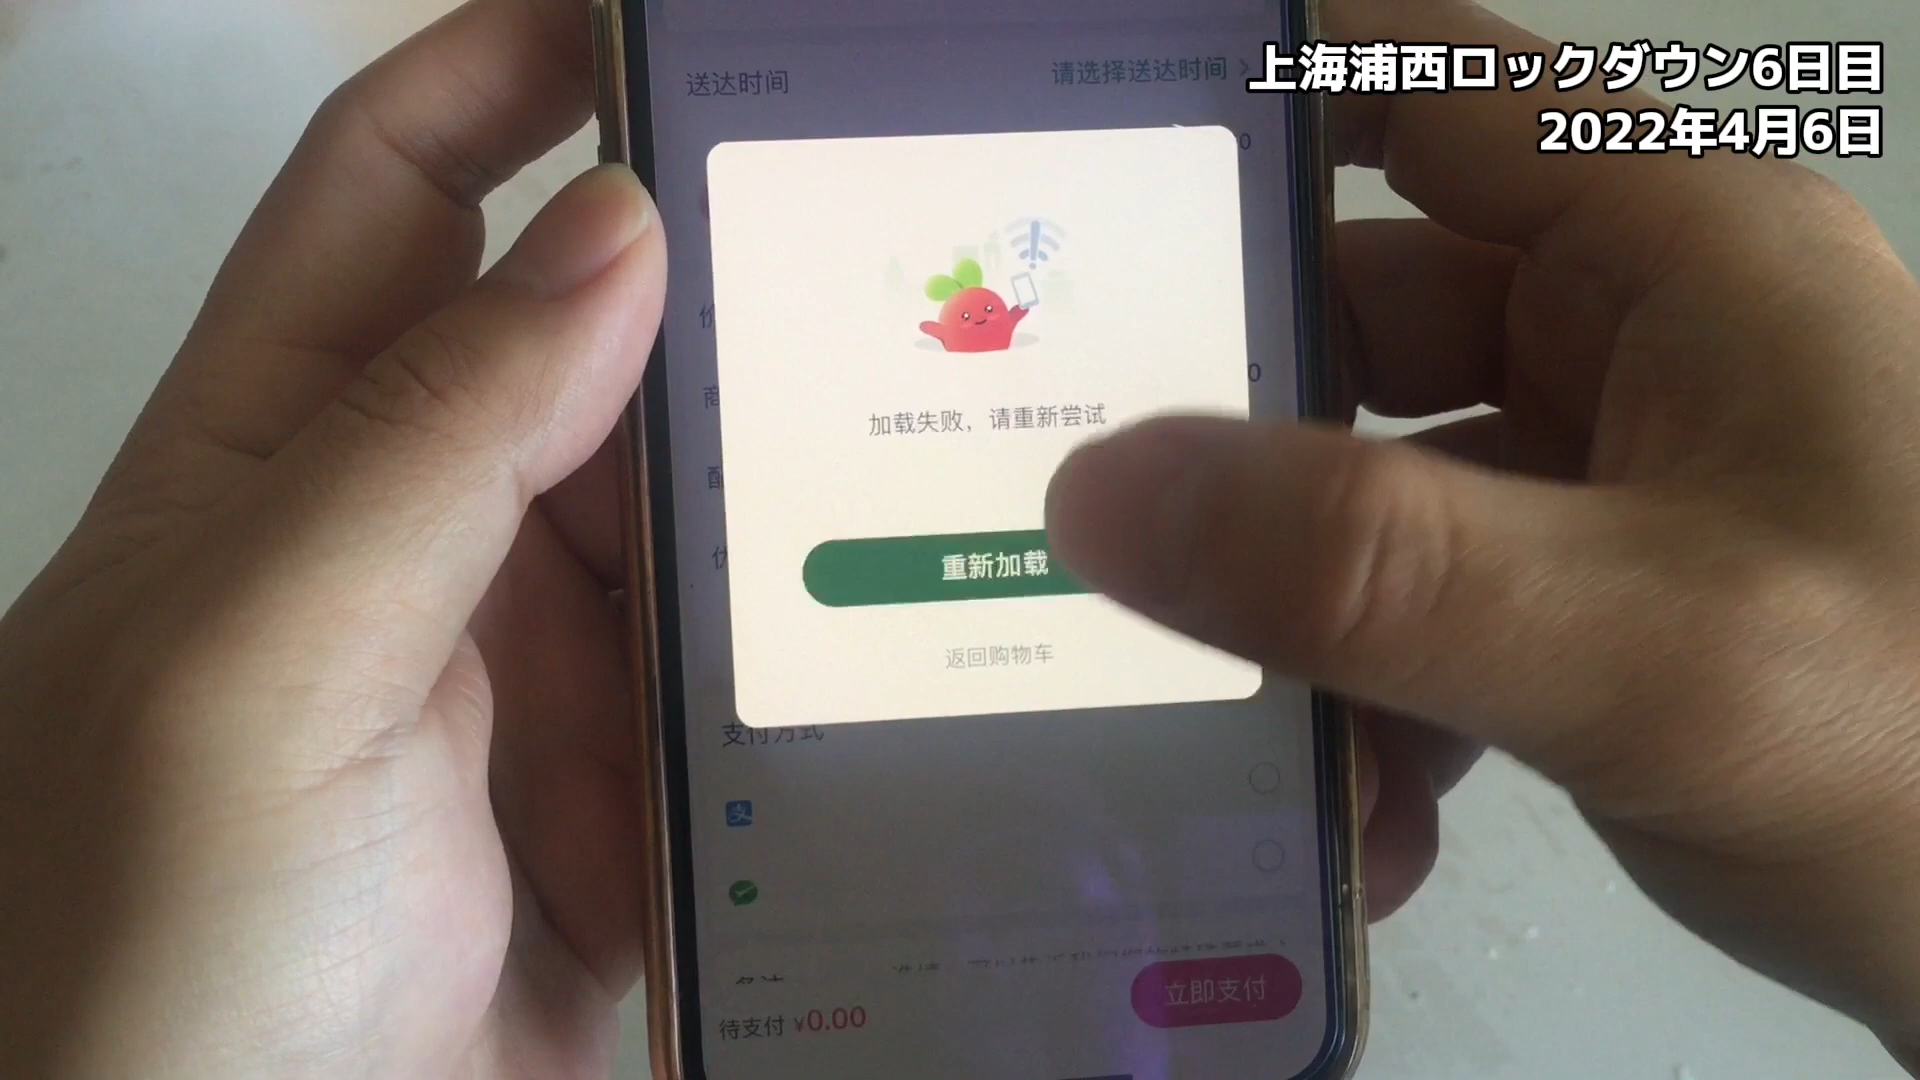 上海浦西ロックダウン6日目
2022年4月6日
送达时间
请选择送达时间 >
加载失败，请重新尝试
重新加载
返回购物车
支付方式
支
待支付 ¥0.00
立即支付